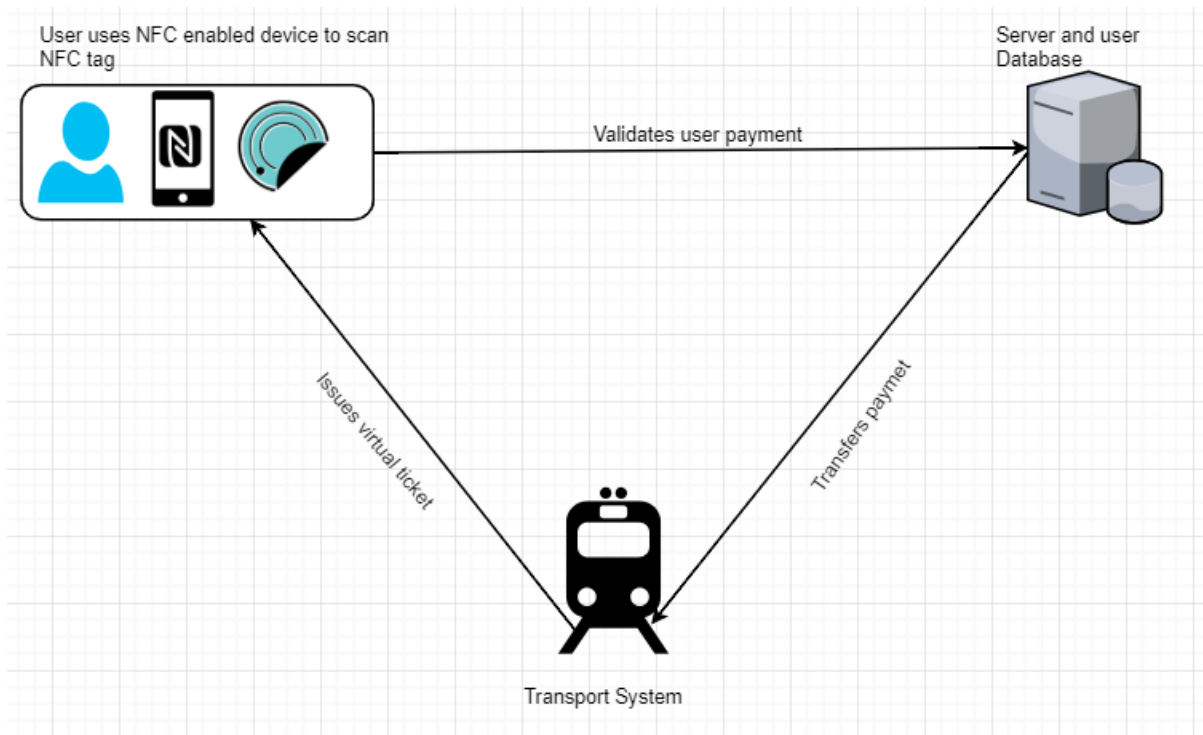 User uses NFC enabled device to scan
NFC tag
Server and user
Database
Validates user payment
Issues virtual ticket
Transfers paymet
Transport System